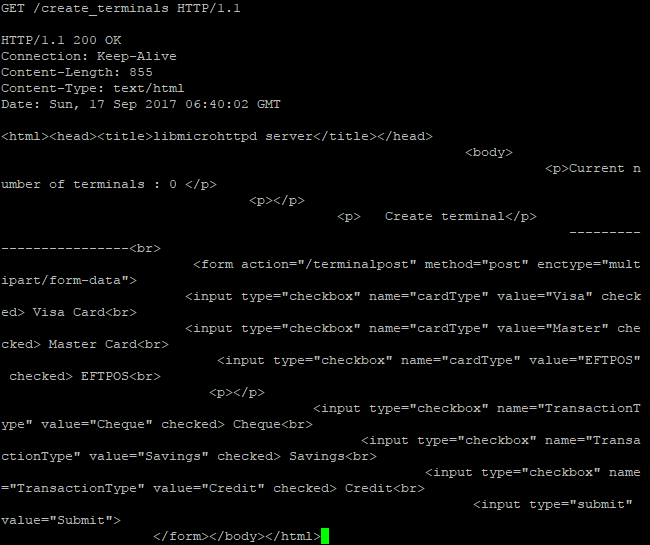 GET /create_terminals HTTP/1.1
HTTP/1.1 200 OK
Connection: Keep-Alive
Content-Length: 855
Content-Type: text/html
Date: Sun, 17 Sep 2017 06:40:02 GMT
<html><head><title>libmicrohttpd server</title></head>
<body>
<p>Current n
umber of terminals : 0 </p>
<p></p>
<p>   Create terminal</p>
---------
----------------<br>
<form action="/terminalpost" method="post" enctype="mult
ipart/form-data">
<input type="checkbox" name="cardType" value="Visa" check
ed> Visa Card<br>
<input type="checkbox" name="cardType" value="Master" che
cked> Master Card<br>
<input type="checkbox" name="cardType" value="EFTPOS"
 checked> EFTPOS<br>
<p></p>
<input type="checkbox" name="TransactionT
ype" value="Cheque" checked> Cheque<br>
<input type="checkbox" name="Transa
ctionType" value="Savings" checked> Savings<br>
<input type="checkbox" name
="TransactionType" value="Credit" checked> Credit<br>
<input type="submit"
value="Submit">
</form></body></html>